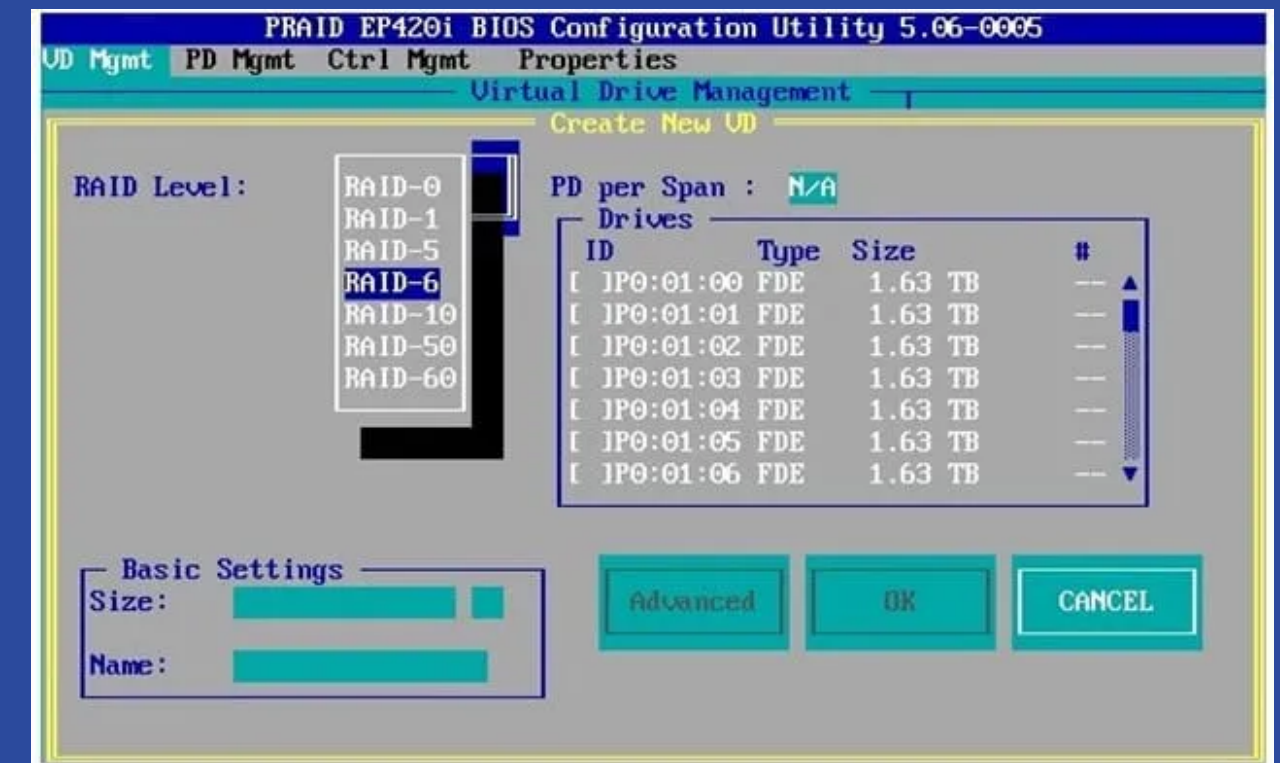 PRAID EP420i BIOS Configuration Utility 5.06-0005
VD Mgmt PD Mgmt Ctrl Mgmt Properties
Virtual Drive Management
Create New VD
RAID Level:
RAID-0
RAID-1
RAID-5
RAID-6
RAID-10
RAID-50
RAID-60
PD per Span : N/A
Drives
ID Type Size #
[ ]P0:01:00 FDE 1.63 TB --
[ ]P0:01:01 FDE 1.63 TB --
[ ]P0:01:02 FDE 1.63 TB --
[ ]P0:01:03 FDE 1.63 TB --
[ ]P0:01:04 FDE 1.63 TB --
[ ]P0:01:05 FDE 1.63 TB --
[ ]P0:01:06 FDE 1.63 TB --
Basic Settings
Size:
Name:
Advanced OK CANCEL